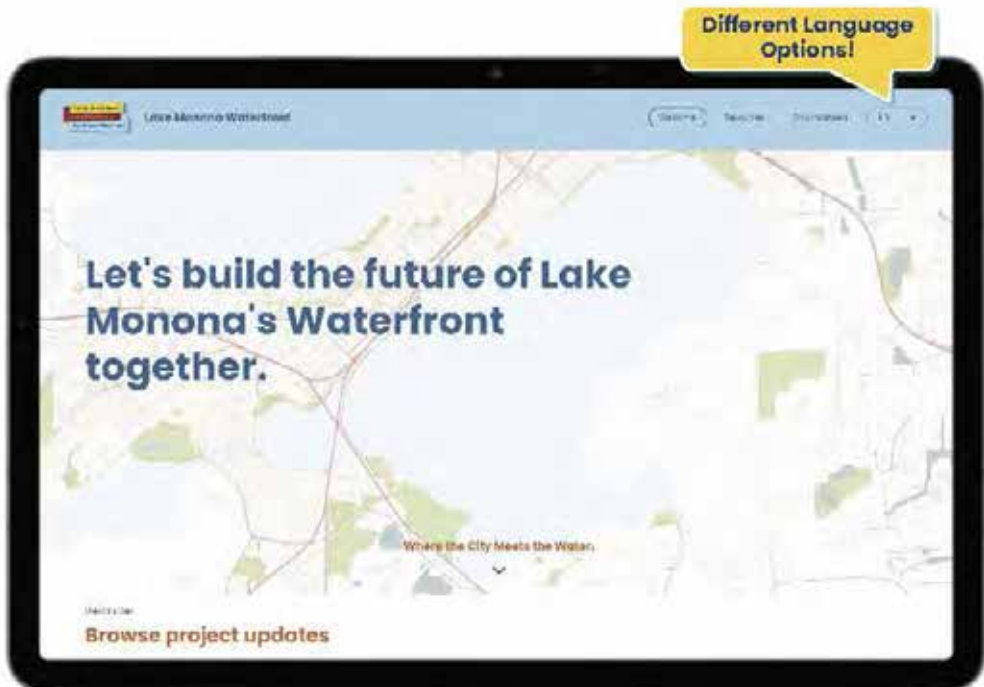 Different Language
Options!
Lake Monona Waterfront
EN
Let's build the future of Lake
Monona's Waterfront
together.
Where the City Meets the Water.
Browse project updates